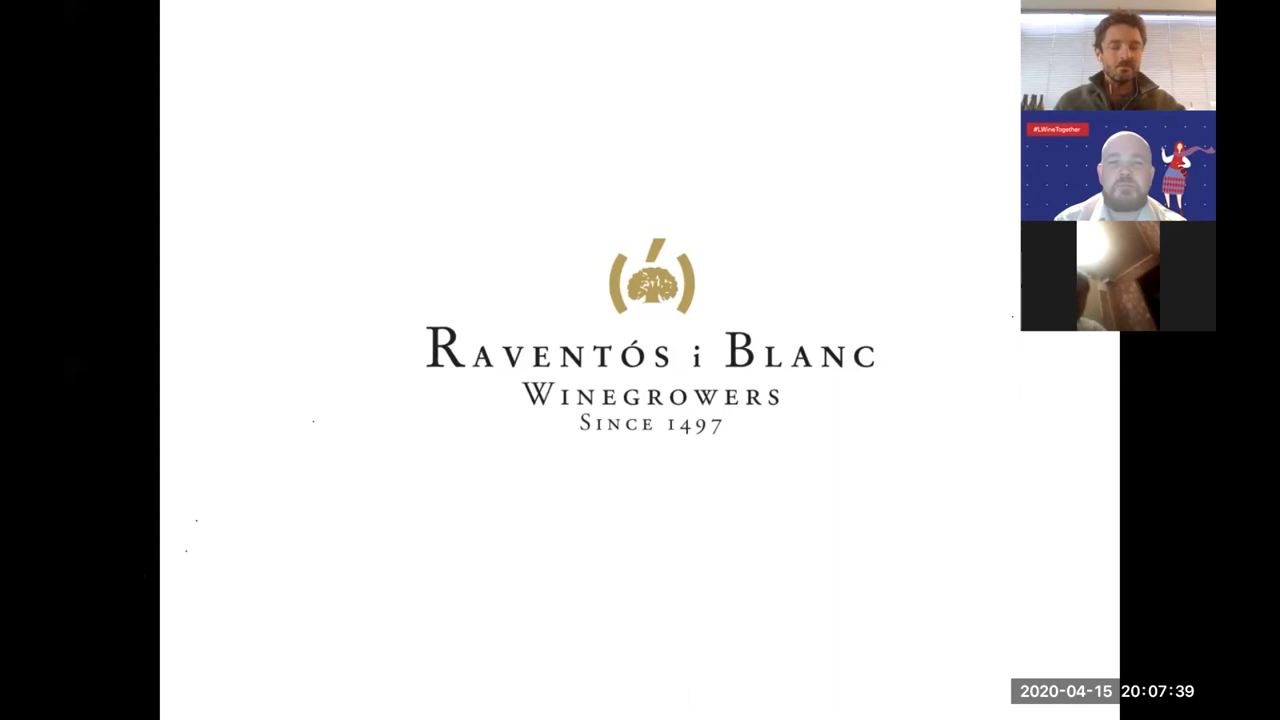 #LWineTogether
RAVENTÓS i BLANC
WINEGROWERS
SINCE 1497
2020-04-15 20:07:39